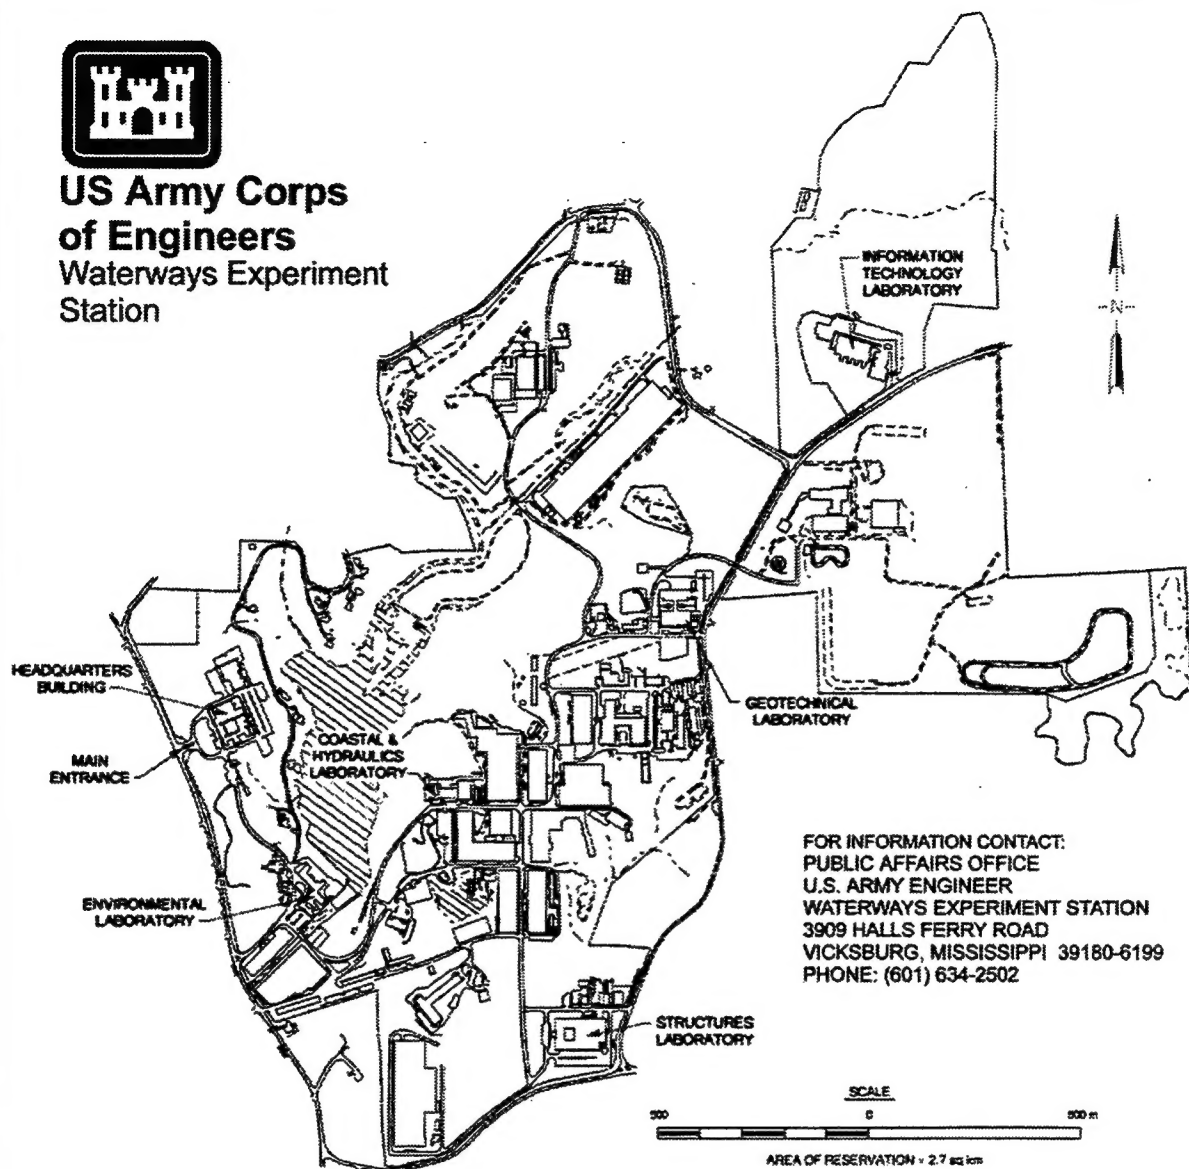 US Army Corps
of Engineers
Waterways Experiment
Station
INFORMATION
TECHNOLOGY
LABORATORY
N
HEADQUARTERS
BUILDING
MAIN
ENTRANCE
COASTAL &
HYDRAULICS
LABORATORY
GEOTECHNICAL
LABORATORY
ENVIRONMENTAL
LABORATORY
STRUCTURES
LABORATORY
FOR INFORMATION CONTACT:
PUBLIC AFFAIRS OFFICE
U.S. ARMY ENGINEER
WATERWAYS EXPERIMENT STATION
3909 HALLS FERRY ROAD
VICKSBURG, MISSISSIPPI 39180-6199
PHONE: (601) 634-2502
SCALE
500 0 500 m
AREA OF RESERVATION = 2.7 sq km